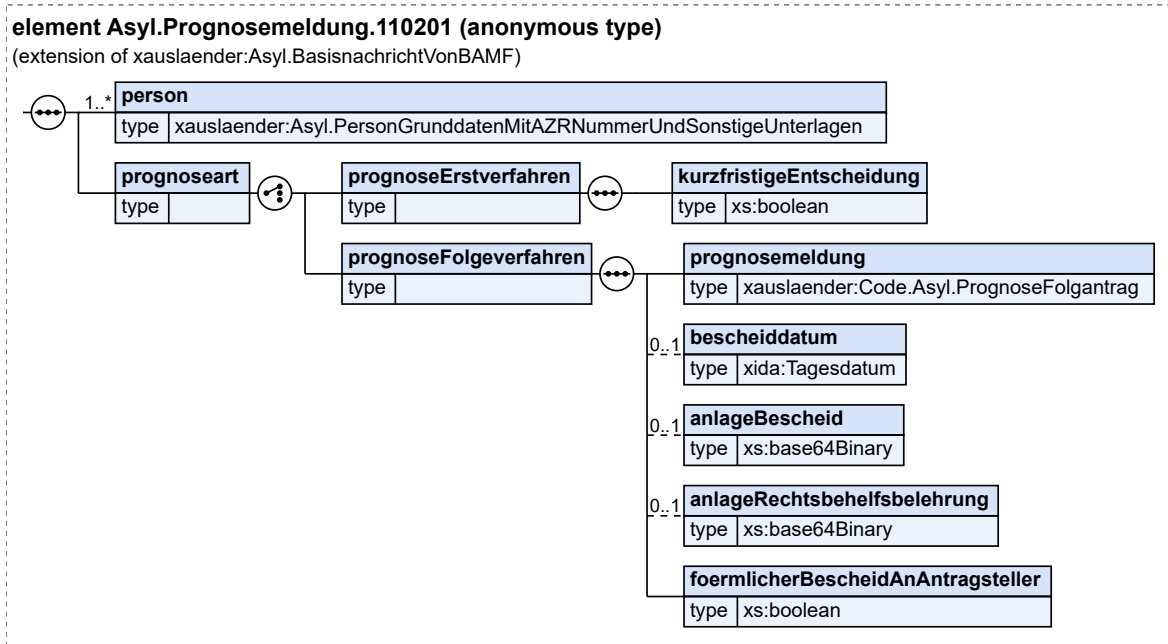 element Asyl.Prognosemeldung.110201 (anonymous type)
(extension of xauslaender:Asyl.BasisnachrichtVonBAMF)
1..* person
type xauslaender:Asyl.PersonGrunddatenMitAZRNummerUndSonstigeUnterlagen
prognoseart
type
prognoseErstverfahren
type
kurzfristigeEntscheidung
type xs:boolean
prognoseFolgeverfahren
type
prognosemeldung
type xauslaender:Code.Asyl.PrognoseFolgantrag
0..1 bescheiddatum
type xida:Tagesdatum
0..1 anlageBescheid
type xs:base64Binary
0..1 anlageRechtsbehelfsbelehrung
type xs:base64Binary
foermlicherBescheidAnAntragsteller
type xs:boolean